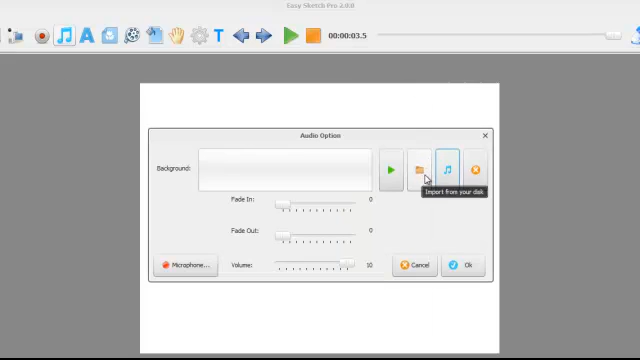 Easy Sketch Pro 2.0.8
A
T
00:00:03.5
Audio Option
Background:
Import from your disk
Fade In:
0
Fade Out:
0
Microphone...
Volume:
10
Cancel
Ok